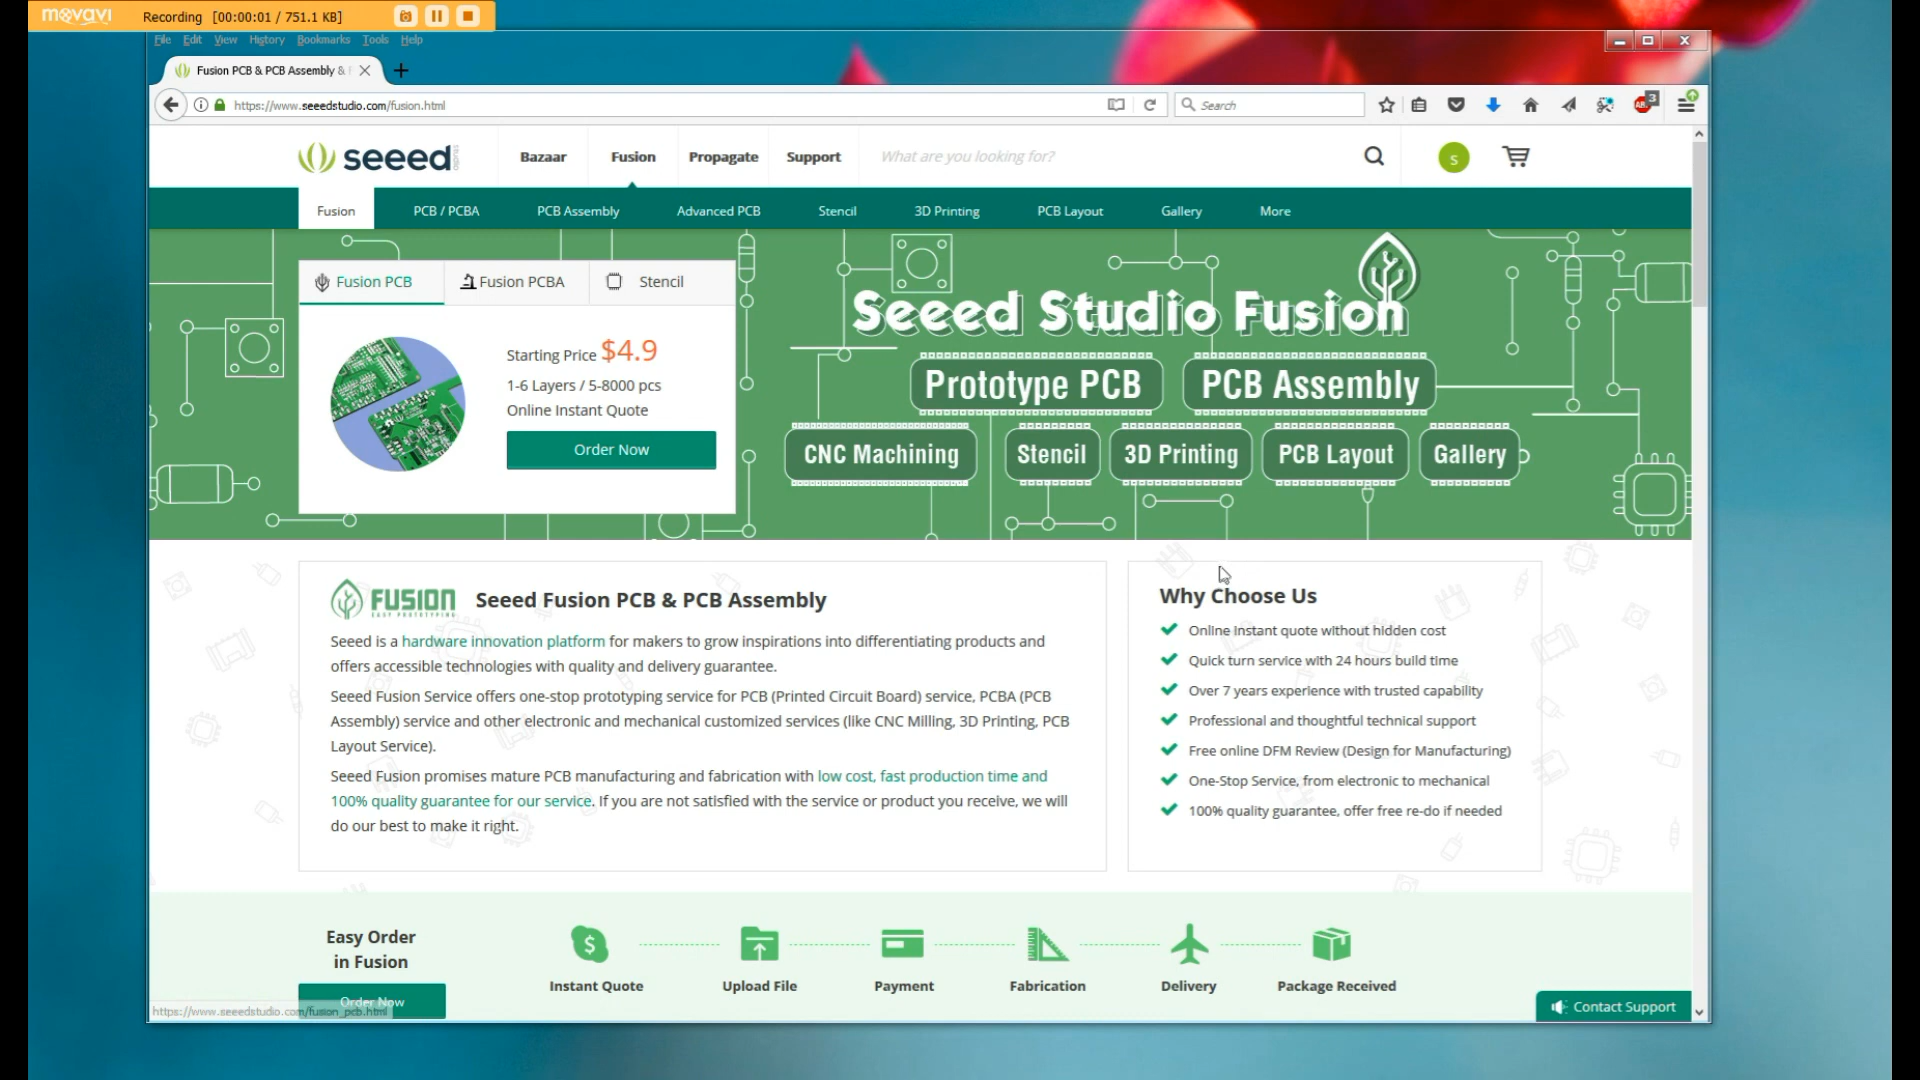 movavi
Recording [00:00:01 / 751.1 KB]
File Edit View History Bookmarks Tools Help
Fusion PCB & PCB Assembly &
https://www.seeedstudio.com/fusion.html
Search
3
seeed studio
Bazaar
Fusion
Propagate
Support
What are you looking for?
s
Fusion
PCB / PCBA
PCB Assembly
Advanced PCB
Stencil
3D Printing
PCB Layout
Gallery
More
Fusion PCB
Fusion PCBA
Stencil
Starting Price $4.9
1-6 Layers / 5-8000 pcs
Online Instant Quote
Order Now
Seeed Studio Fusion
Prototype PCB
PCB Assembly
CNC Machining
Stencil
3D Printing
PCB Layout
Gallery
FUSION
EASY PROTOTYPING
Seeed Fusion PCB & PCB Assembly
Seeed is a hardware innovation platform for makers to grow inspirations into differentiating products and
offers accessible technologies with quality and delivery guarantee.
Seeed Fusion Service offers one-stop prototyping service for PCB (Printed Circuit Board) service, PCBA (PCB
Assembly) service and other electronic and mechanical customized services (like CNC Milling, 3D Printing, PCB
Layout Service).
Seeed Fusion promises mature PCB manufacturing and fabrication with low cost, fast production time and
100% quality guarantee for our service. If you are not satisfied with the service or product you receive, we will
do our best to make it right.
Why Choose Us
Online instant quote without hidden cost
Quick turn service with 24 hours build time
Over 7 years experience with trusted capability
Professional and thoughtful technical support
Free online DFM Review (Design for Manufacturing)
One-Stop Service, from electronic to mechanical
100% quality guarantee, offer free re-do if needed
Easy Order
in Fusion
Order Now
Instant Quote
Upload File
Payment
Fabrication
Delivery
Package Received
https://www.seeedstudio.com/fusion_pcb.html
Contact Support